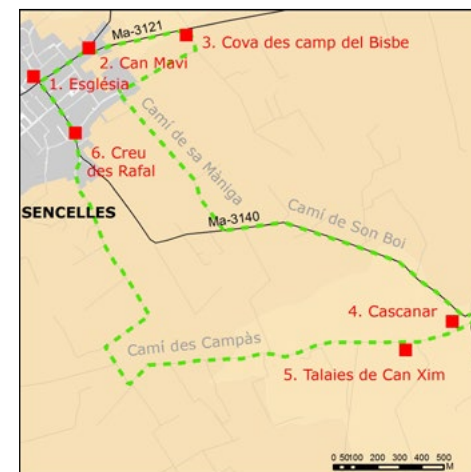 Ma-3121
3. Cova des camp del Bisbe
2. Can Mavi
1. Església
Camí de sa Màniga
6. Creu
des Rafal
SENCELLES
Ma-3140
Camí de Son Boi
4. Cascanar
Camí des Campàs
5. Talaies de Can Xim
0 50 100 200 300 400 500
M